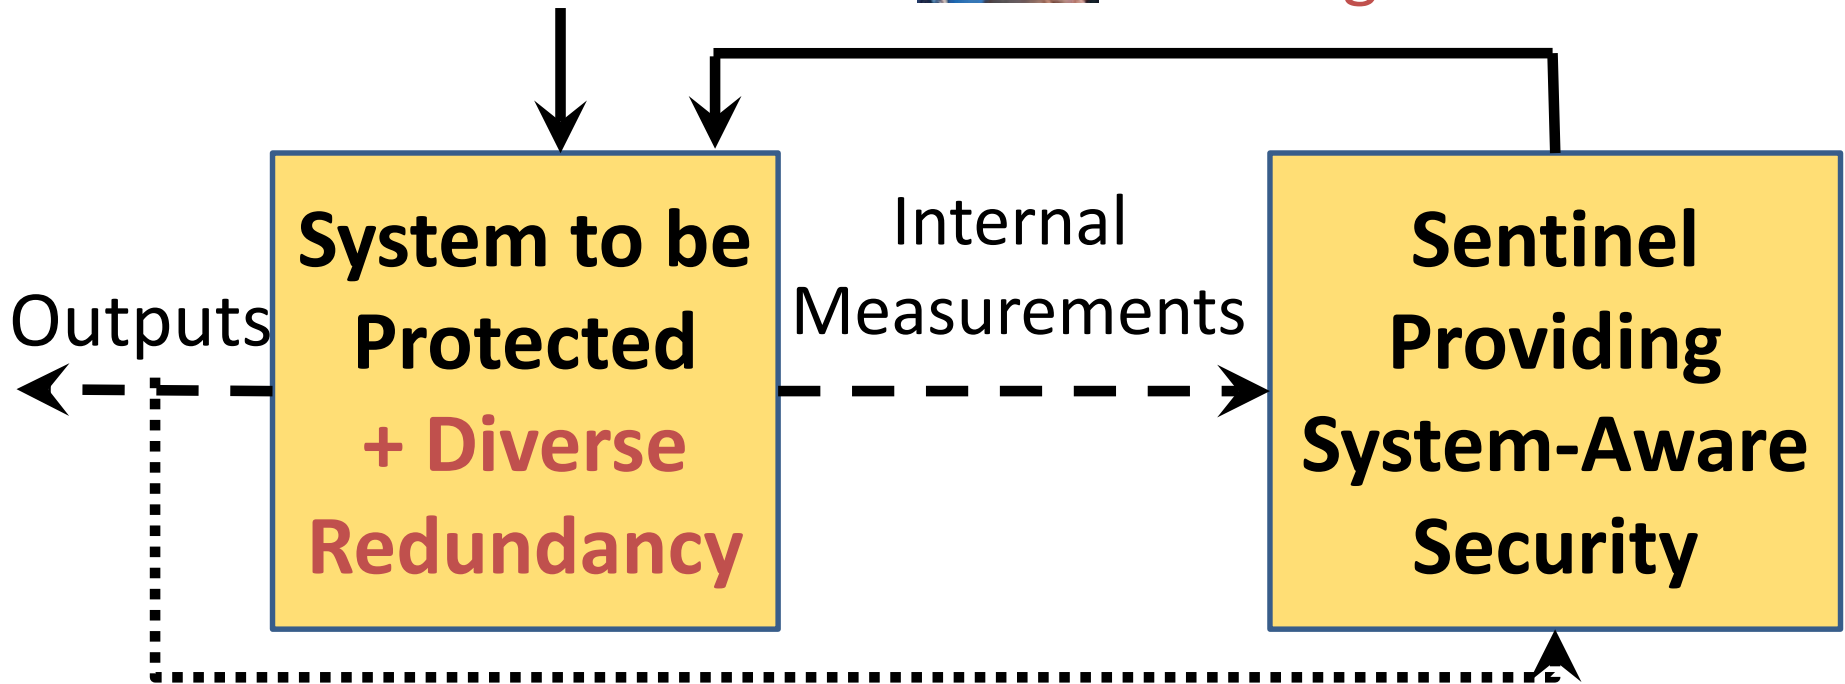 Internal
Measurements
Outputs
System to be
Protected
+ Diverse
Redundancy
Sentinel
Providing
System-Aware
Security